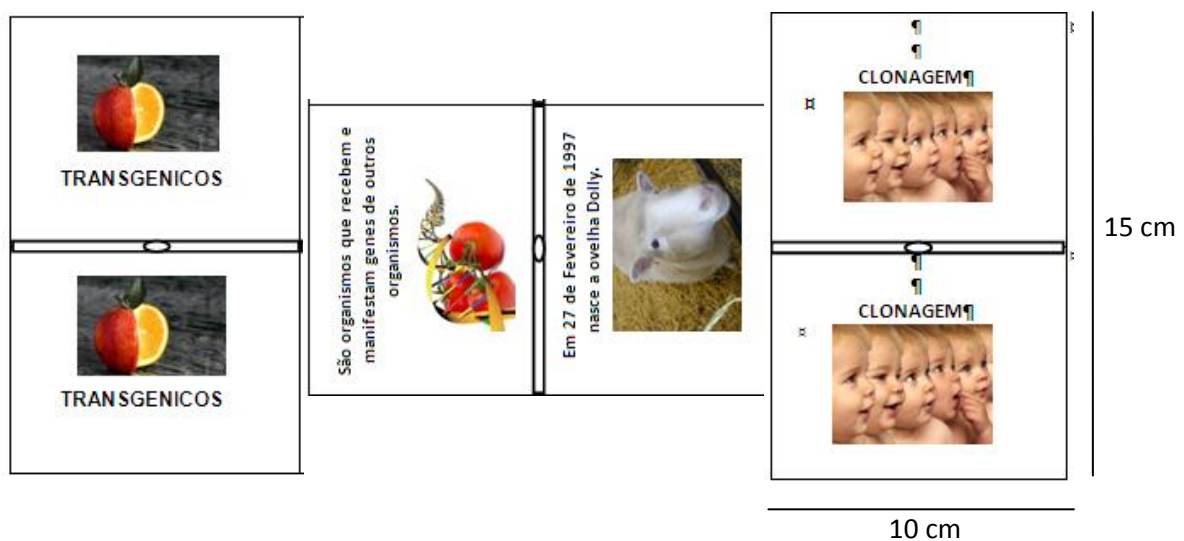 TRANSGENICOS
TRANSGENICOS
São organismos que recebem e
manifestam genes de outros
organismos.
Em 27 de Fevereiro de 1997
nasce a ovelha Dolly.
¶
¶
¤
CLONAGEM¶
¤
¶
¤
¶
CLONAGEM¶
¤
15 cm
10 cm